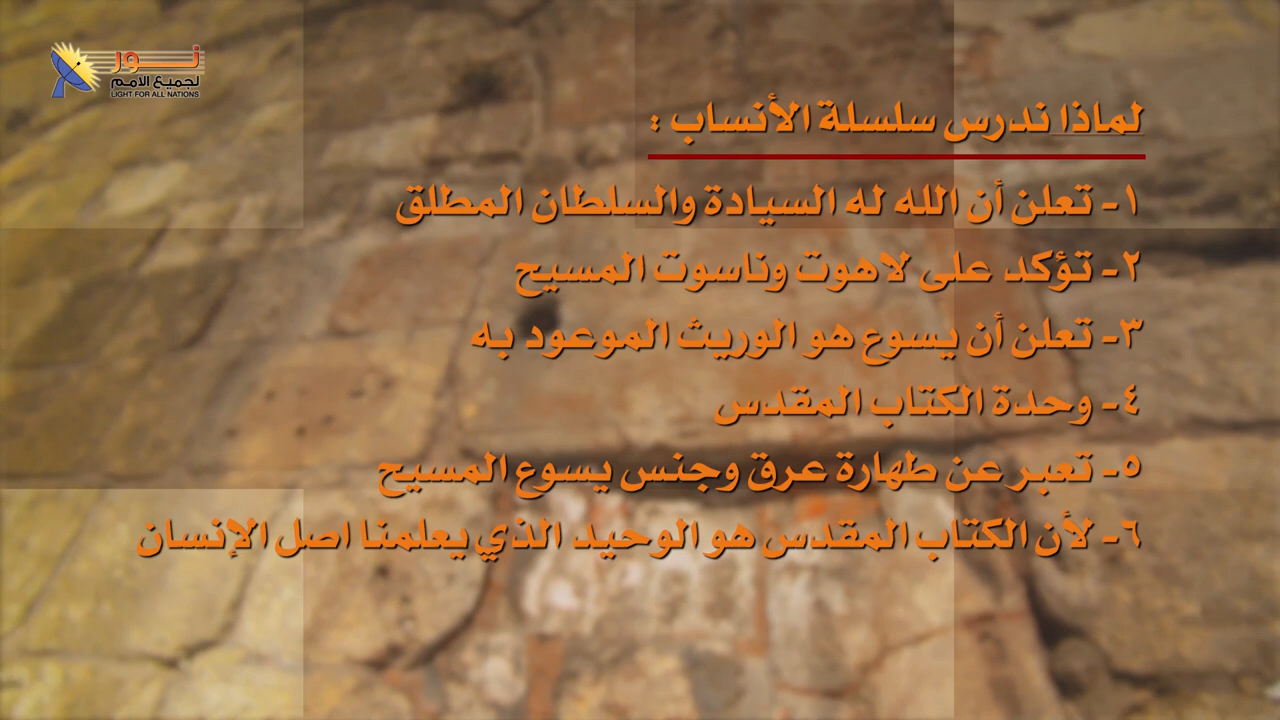 نور
لجميع الأمم
LIGHT FOR ALL NATIONS
لماذا ندرس سلسلة الأنساب :
١- تعلن أن الله له السيادة والسلطان المطلق
٢- تؤكد على لاهوت وناسوت المسيح
٣- تعلن أن يسوع هو الوريث الموعود به
٤- وحدة الكتاب المقدس
٥- تعبر عن طهارة عرق وجنس يسوع المسيح
٦- لأن الكتاب المقدس هو الوحيد الذي يعلمنا اصل الإنسان